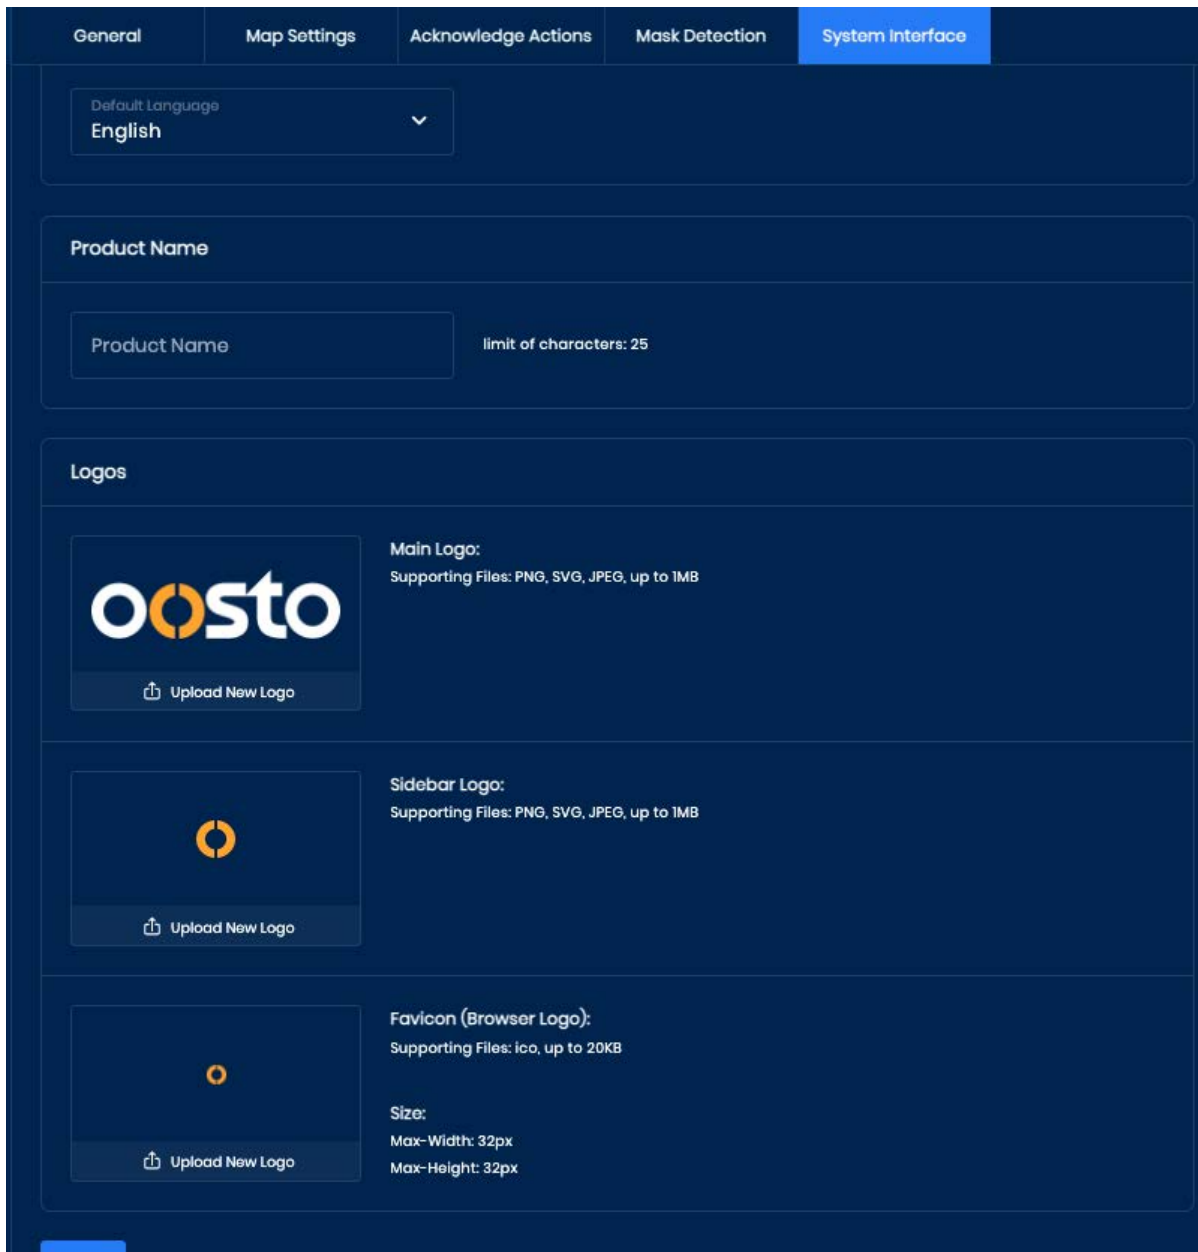 General Map Settings Acknowledge Actions Mask Detection System Interface
Default Language
English
Product Name
Product Name limit of characters: 25
Logos
Main Logo:
Supporting Files: PNG, SVG, JPEG, up to 1MB
oosto
Upload New Logo
Sidebar Logo:
Supporting Files: PNG, SVG, JPEG, up to 1MB
Upload New Logo
Favicon (Browser Logo):
Supporting Files: ico, up to 20KB
Size:
Max-Width: 32px
Max-Height: 32px
Upload New Logo